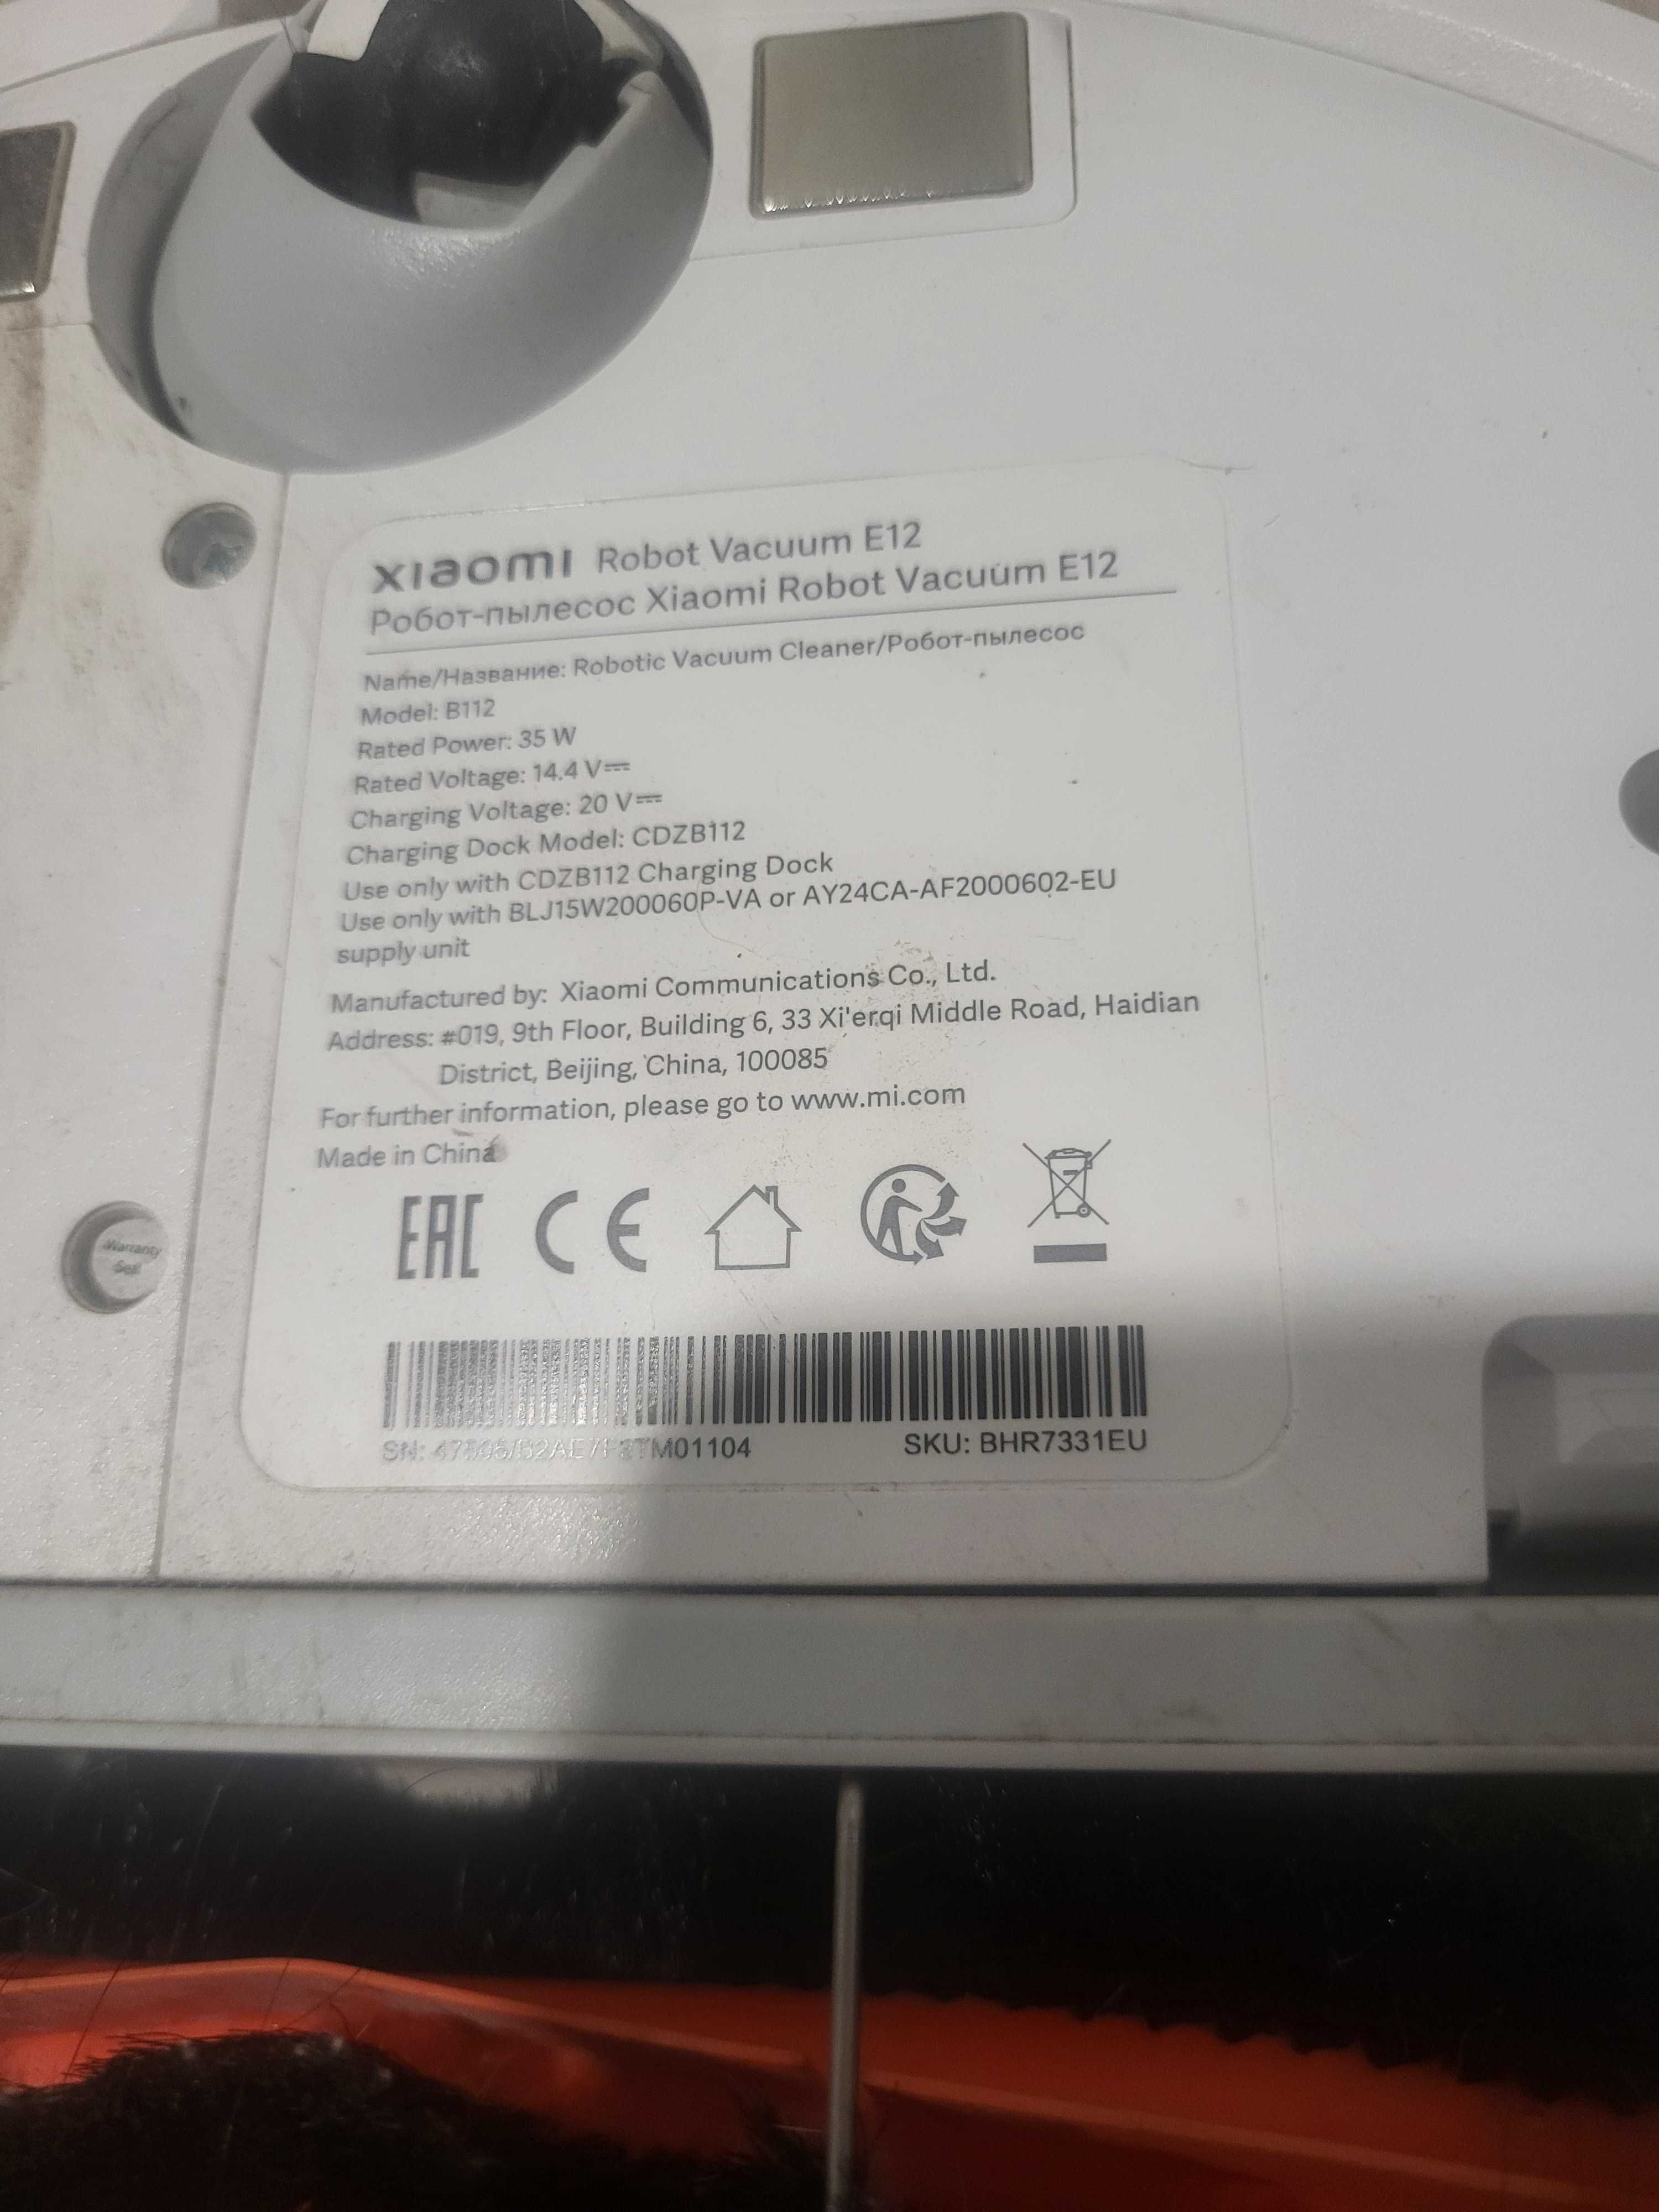 xiaomi Robot Vacuum E12
Робот-пылесос Xiaomi Robot Vacuum E12
Name/Название: Robotic Vacuum Cleaner/Робот-пылесос
Model: B112
Rated Power: 35 W
Rated Voltage: 14.4 V⎓
Charging Voltage: 20 V⎓
Charging Dock Model: CDZB112
Use only with CDZB112 Charging Dock
Use only with BLJ15W200060P-VA or AY24CA-AF2000602-EU
supply unit
Manufactured by: Xiaomi Communications Co., Ltd.
Address: #019, 9th Floor, Building 6, 33 Xi'erqi Middle Road, Haidian
District, Beijing, China, 100085
For further information, please go to www.mi.com
Made in China
EAC CE
Warranty
Seal
SN: SKU: BHR7331EU